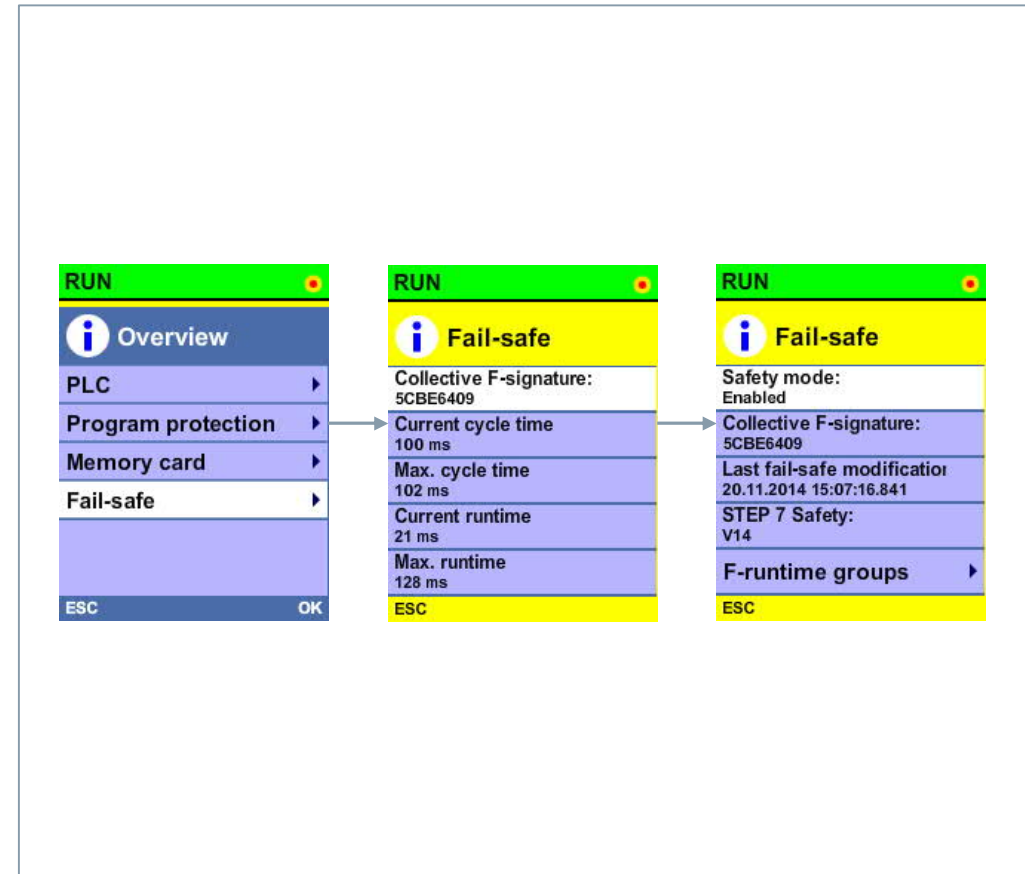 RUN
Overview
PLC
Program protection
Memory card
Fail-safe
ESC OK
RUN
Fail-safe
Collective F-signature:
5CBE6409
Current cycle time
100 ms
Max. cycle time
102 ms
Current runtime
21 ms
Max. runtime
128 ms
ESC
RUN
Fail-safe
Safety mode:
Enabled
Collective F-signature:
5CBE6409
Last fail-safe modification
20.11.2014 15:07:16.841
STEP 7 Safety:
V14
F-runtime groups
ESC